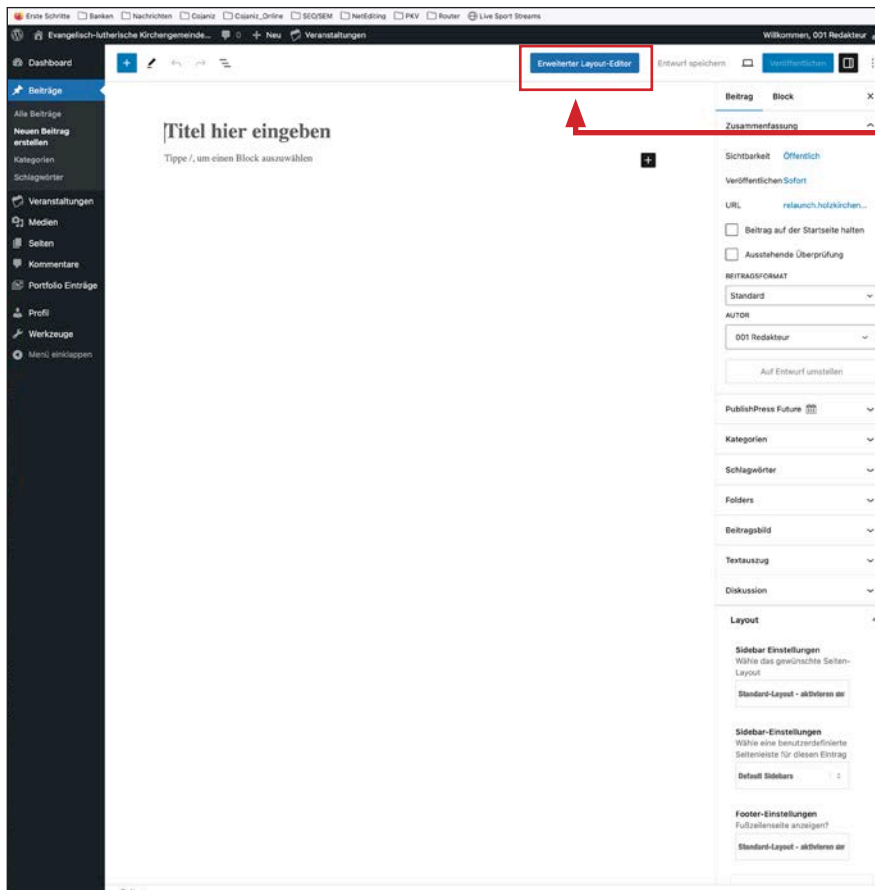 Erste Schritte Banken Nachrichten Cojaniz Cojaniz_Online SEO/SEM NetEditing PKV Router Live Sport Streams
Evangelisch-lutherische Kirchengemeinde... 0 + Neu Veranstaltungen Willkommen, 001 Redakteur
Dashboard
Beiträge
Alle Beiträge
Neuen Beitrag
erstellen
Kategorien
Schlagwörter
Veranstaltungen
Medien
Seiten
Kommentare
Portfolio Einträge
Profil
Werkzeuge
Menü einklappen
Erweiterter Layout-Editor Entwurf speichern Veröffentlichen
Titel hier eingeben
Tippe /, um einen Block auszuwählen
Beitrag Block
Zusammenfassung
Sichtbarkeit Öffentlich
Veröffentlichen Sofort
URL relaunch.holzkirchen...
Beitrag auf der Startseite halten
Ausstehende Überprüfung
BEITRAGSFORMAT
Standard
AUTOR
001 Redakteur
Auf Entwurf umstellen
PublishPress Future
Kategorien
Schlagwörter
Folders
Beitragsbild
Textauszug
Diskussion
Layout
Sidebar Einstellungen
Wähle das gewünschte Seiten-
Layout
Standard-Layout - aktivieren
Sidebar-Einstellungen
Wähle eine benutzerdefinierte
Seitenleiste für diesen Eintrag
Default Sidebars
Footer-Einstellungen
Fußzeilenseite anzeigen?
Standard-Layout - aktivieren